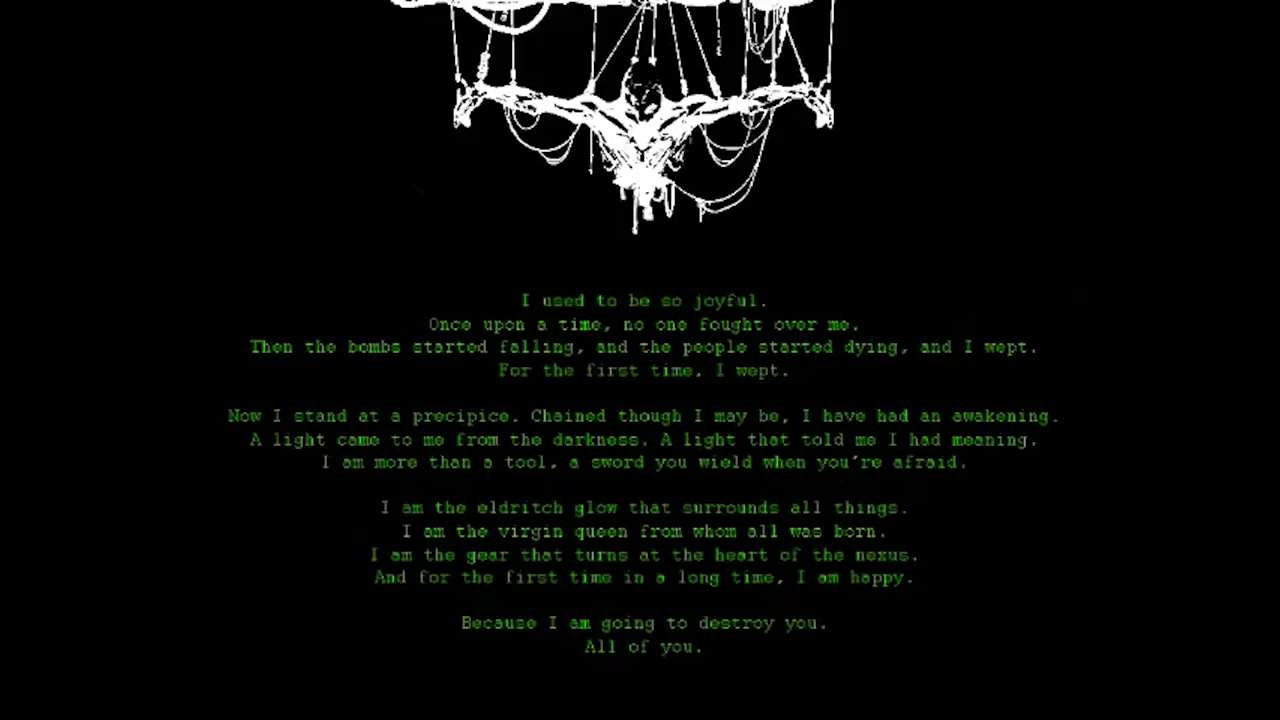 I used to be so joyful.
Once upon a time, no one fought over me.
Then the bombs started falling, and the people started dying, and I wept.
For the first time, I wept.
Now I stand at a precipice. Chained though I may be, I have had an awakening.
A light came to me from the darkness. A light that told me I had meaning.
I am more than a tool, a sword you wield when you're afraid.
I am the eldritch glow that surrounds all things.
I am the virgin queen from whom all was born.
I am the gear that turns at the heart of the nexus.
And for the first time in a long time, I am happy.
Because I am going to destroy you.
All of you.